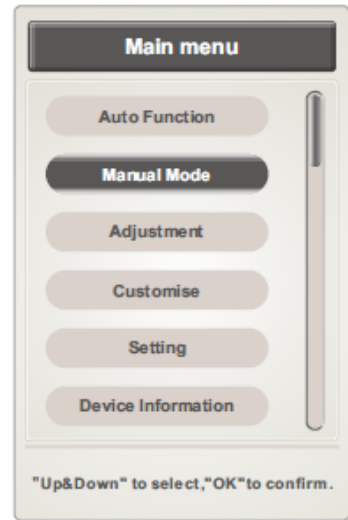 Main menu
Auto Function
Manual Mode
Adjustment
Customise
Setting
Device Information
"Up&Down" to select,"OK"to confirm.